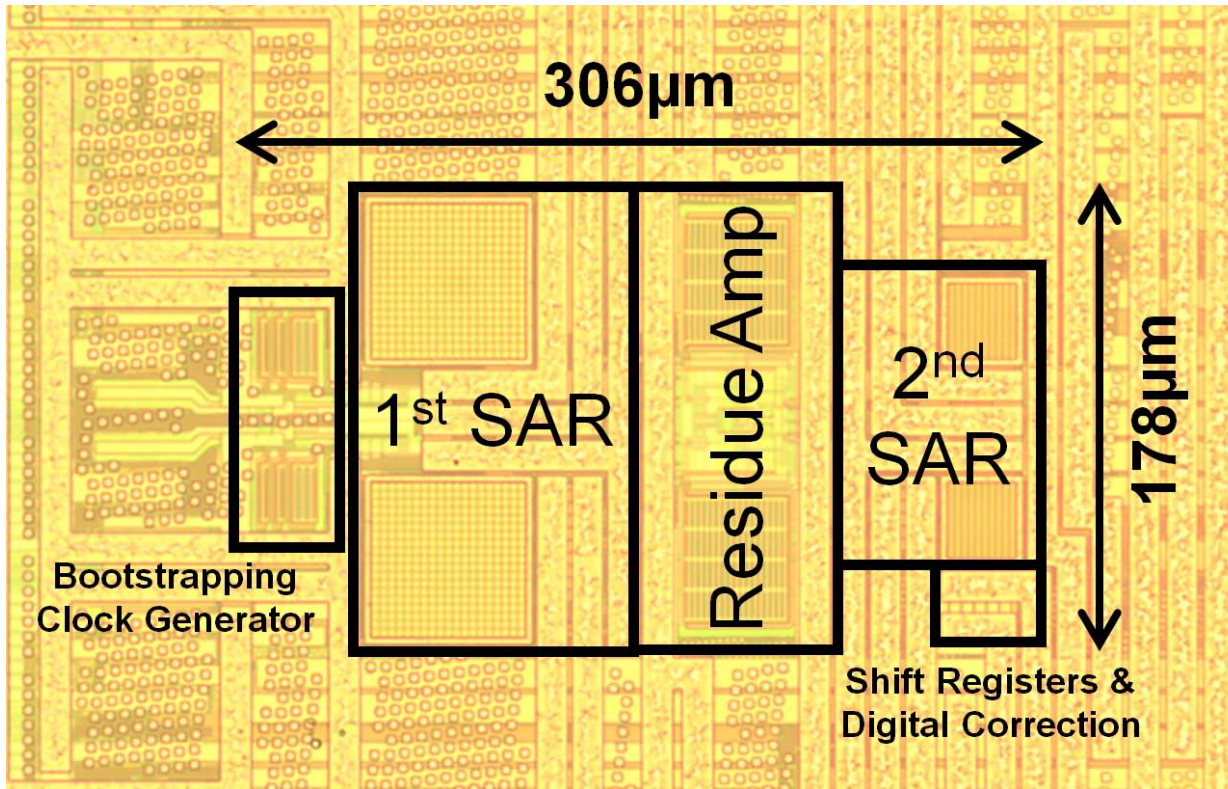 306µm
1st SAR
Residue Amp
2nd
SAR
178µm
Bootstrapping
Clock Generator
Shift Registers &
Digital Correction